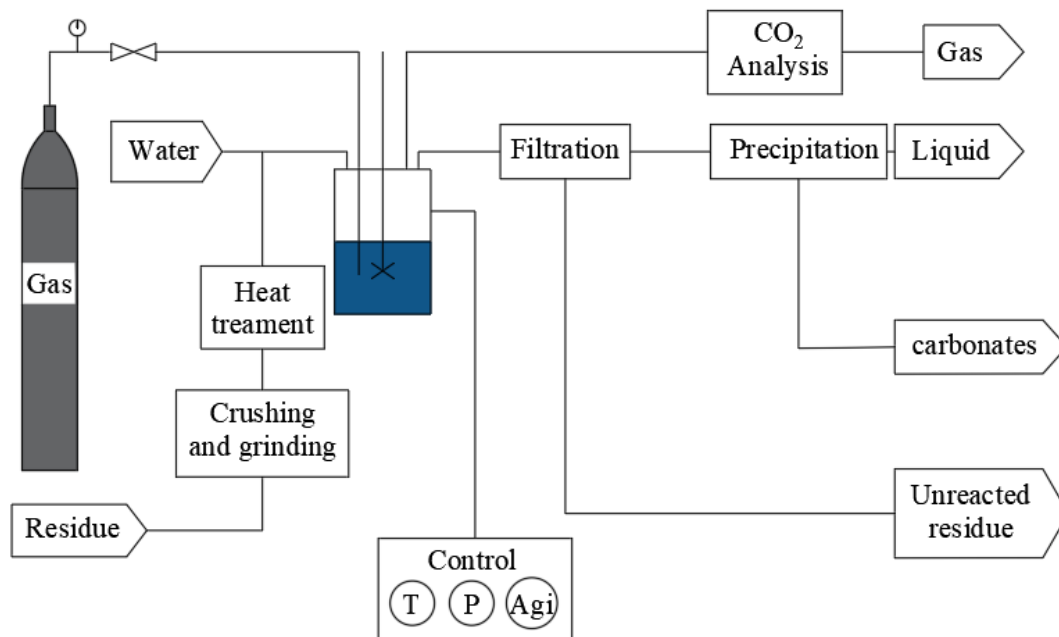 CO₂
Analysis
Gas
Water
Filtration
Precipitation
Liquid
Gas
Heat
treament
carbonates
Crushing
and grinding
Residue
Unreacted
residue
Control
T P Agi